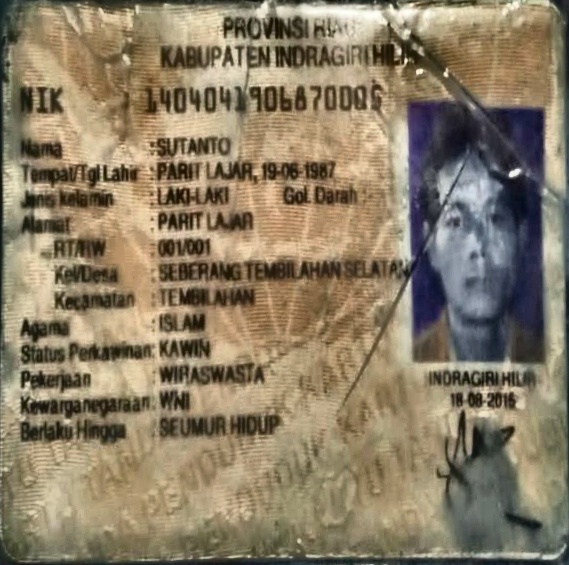 PROVINSI RIAU
KABUPATEN INDRAGIRI HILIR
NIK : 1404041906870005
Nama : SUTANTO
Tempat/Tgl Lahir : PARIT LAJAR, 19-06-1987
Jenis kelamin : LAKI-LAKI Gol. Darah : -
Alamat : PARIT LAJAR
RT/RW : 001/001
Kel/Desa : SEBERANG TEMBILAHAN SELATAN
Kecamatan : TEMBILAHAN
Agama : ISLAM
Status Perkawinan: KAWIN
Pekerjaan : WIRASWASTA
Kewarganegaraan: WNI
Berlaku Hingga : SEUMUR HIDUP
INDRAGIRI HILIR
18-08-2016